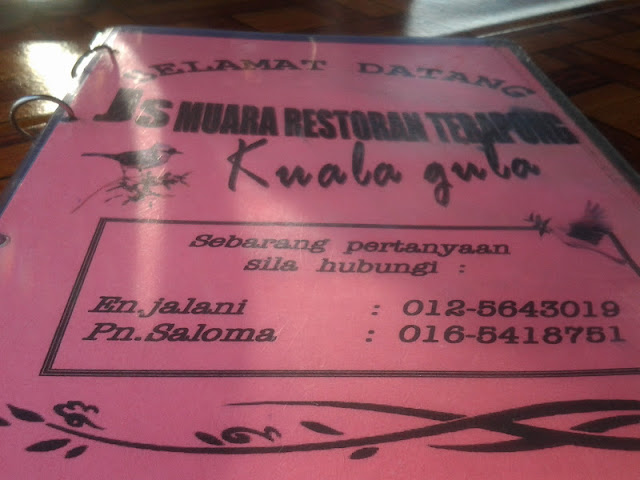 SELAMAT DATANG
JS MUARA RESTORAN TERAPUNG
Kuala gula
Sebarang pertanyaan
sila hubungi :
En.jalani : 012-5643019
Pn.Saloma : 016-5418751